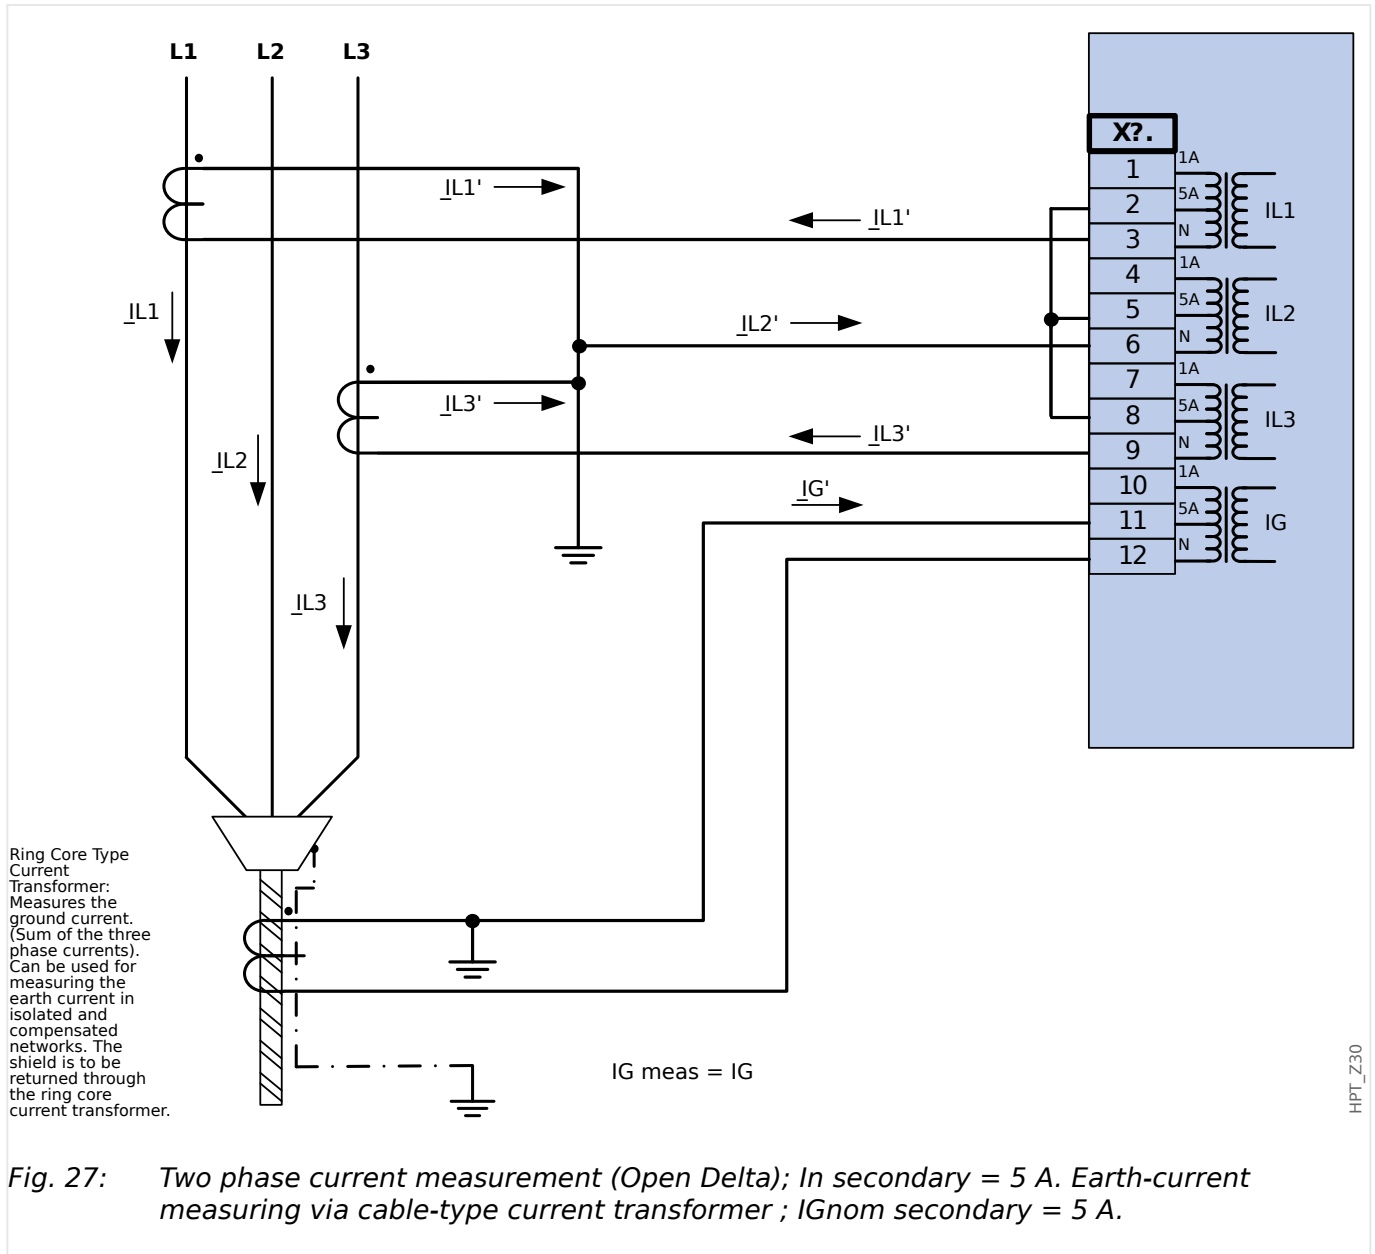 L1 L2 L3
X?.
1 1A
2 5A IL1
3 N
4 1A
5 5A IL2
6 N
7 1A
8 5A IL3
9 N
10 1A
11 5A IG
12 N
IL1'
IL1'
IL1
IL2'
IL3'
IL3'
IL2
IG'
IL3
Ring Core Type
Current
Transformer:
Measures the
ground current.
(Sum of the three
phase currents).
Can be used for
measuring the
earth current in
isolated and
compensated
networks. The
shield is to be
returned through
the ring core
current transformer.
IG meas = IG
HPT_Z30
Fig. 27: Two phase current measurement (Open Delta); In secondary = 5 A. Earth-current
measuring via cable-type current transformer ; IGnom secondary = 5 A.